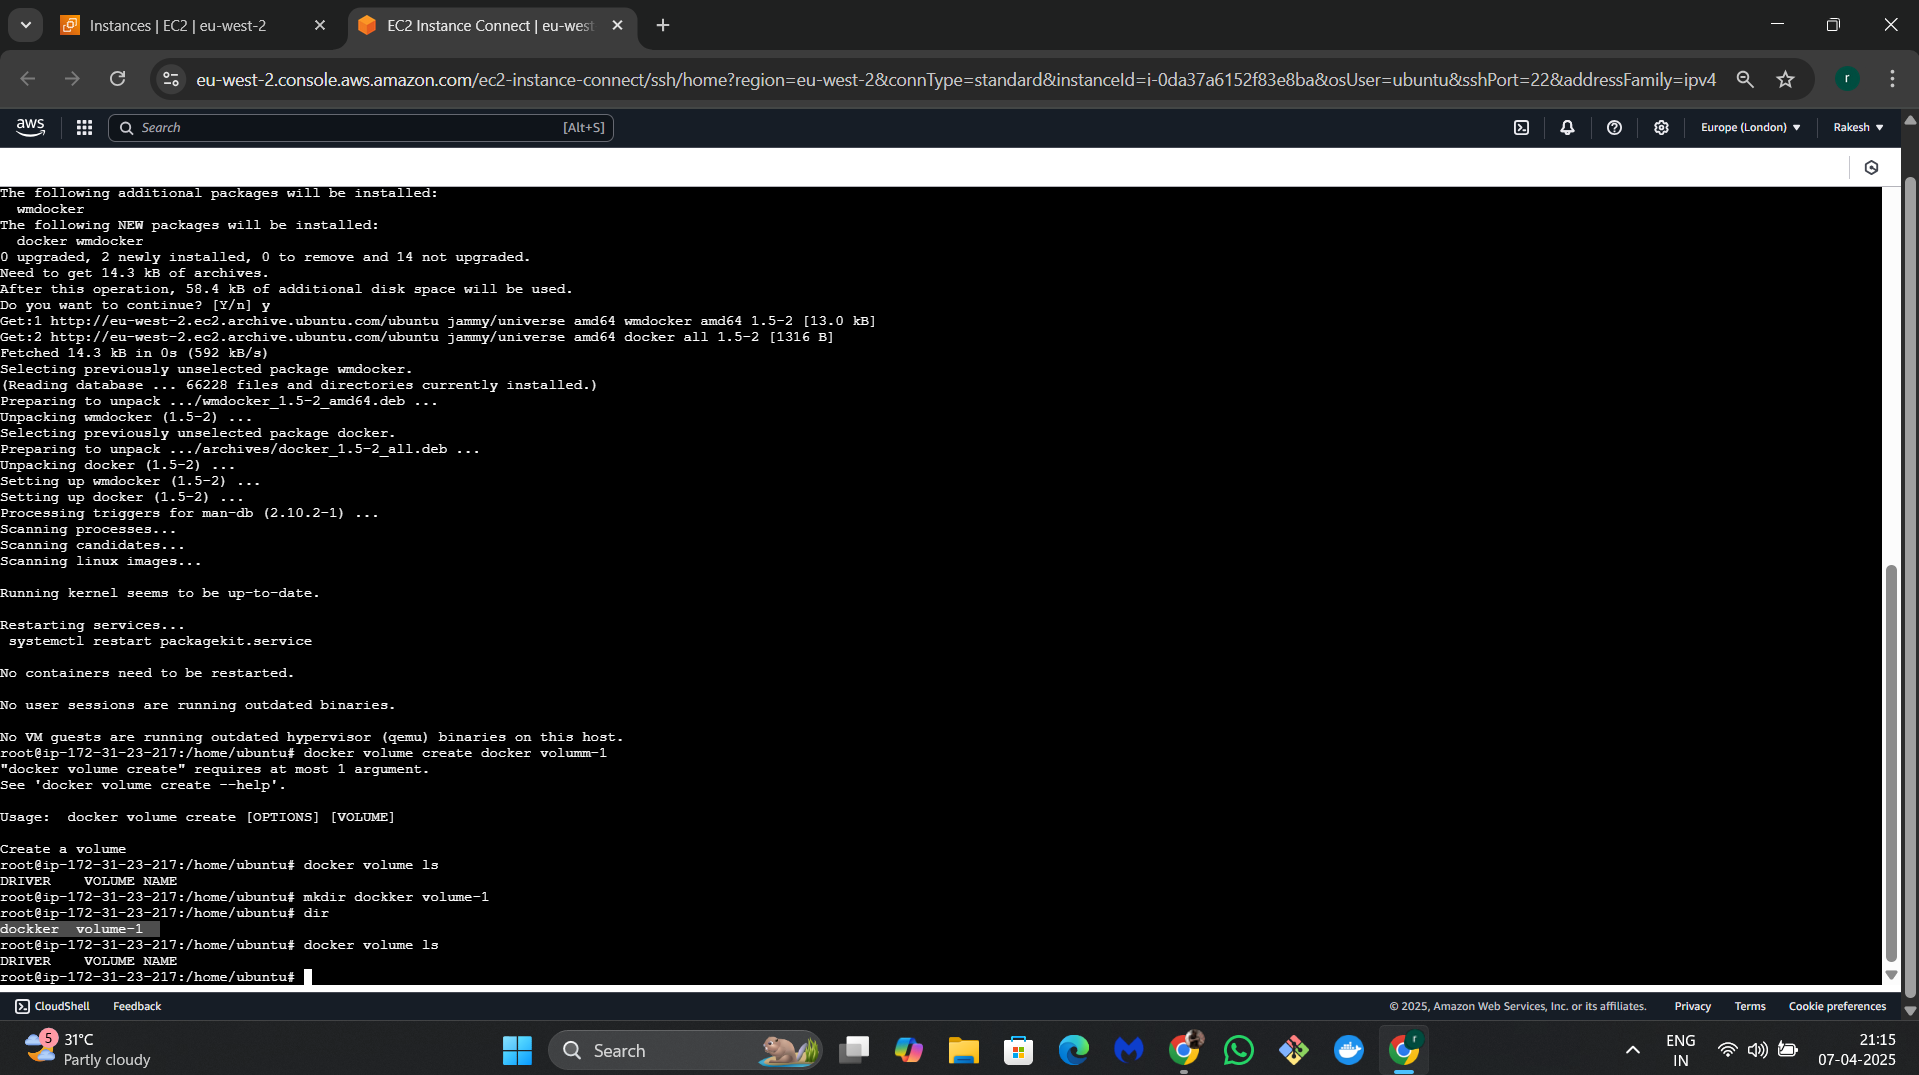 Instances | EC2 | eu-west-2
EC2 Instance Connect | eu-west
eu-west-2.console.aws.amazon.com/ec2-instance-connect/ssh/home?region=eu-west-2&connType=standard&instanceId=i-0da37a6152f83e8ba&osUser=ubuntu&sshPort=22&addressFamily=ipv4
r
aws
Search
[Alt+S]
Europe (London)
Rakesh
The following additional packages will be installed:
  wmdocker
The following NEW packages will be installed:
  docker wmdocker
0 upgraded, 2 newly installed, 0 to remove and 14 not upgraded.
Need to get 14.3 kB of archives.
After this operation, 58.4 kB of additional disk space will be used.
Do you want to continue? [Y/n] y
Get:1 http://eu-west-2.ec2.archive.ubuntu.com/ubuntu jammy/universe amd64 wmdocker amd64 1.5-2 [13.0 kB]
Get:2 http://eu-west-2.ec2.archive.ubuntu.com/ubuntu jammy/universe amd64 docker all 1.5-2 [1316 B]
Fetched 14.3 kB in 0s (592 kB/s)
Selecting previously unselected package wmdocker.
(Reading database ... 66228 files and directories currently installed.)
Preparing to unpack .../wmdocker_1.5-2_amd64.deb ...
Unpacking wmdocker (1.5-2) ...
Selecting previously unselected package docker.
Preparing to unpack .../archives/docker_1.5-2_all.deb ...
Unpacking docker (1.5-2) ...
Setting up wmdocker (1.5-2) ...
Setting up docker (1.5-2) ...
Processing triggers for man-db (2.10.2-1) ...
Scanning processes...
Scanning candidates...
Scanning linux images...
Running kernel seems to be up-to-date.
Restarting services...
 systemctl restart packagekit.service
No containers need to be restarted.
No user sessions are running outdated binaries.
No VM guests are running outdated hypervisor (qemu) binaries on this host.
root@ip-172-31-23-217:/home/ubuntu# docker volume create docker volumm-1
"docker volume create" requires at most 1 argument.
See 'docker volume create --help'.
Usage:  docker volume create [OPTIONS] [VOLUME]
Create a volume
root@ip-172-31-23-217:/home/ubuntu# docker volume ls
DRIVER    VOLUME NAME
root@ip-172-31-23-217:/home/ubuntu# mkdir dockker volume-1
root@ip-172-31-23-217:/home/ubuntu# dir
dockker  volume-1
root@ip-172-31-23-217:/home/ubuntu# docker volume ls
DRIVER    VOLUME NAME
root@ip-172-31-23-217:/home/ubuntu#
CloudShell
Feedback
© 2025, Amazon Web Services, Inc. or its affiliates.
Privacy
Terms
Cookie preferences
5
31°C
Partly cloudy
Search
r
ENG
IN
21:15
07-04-2025